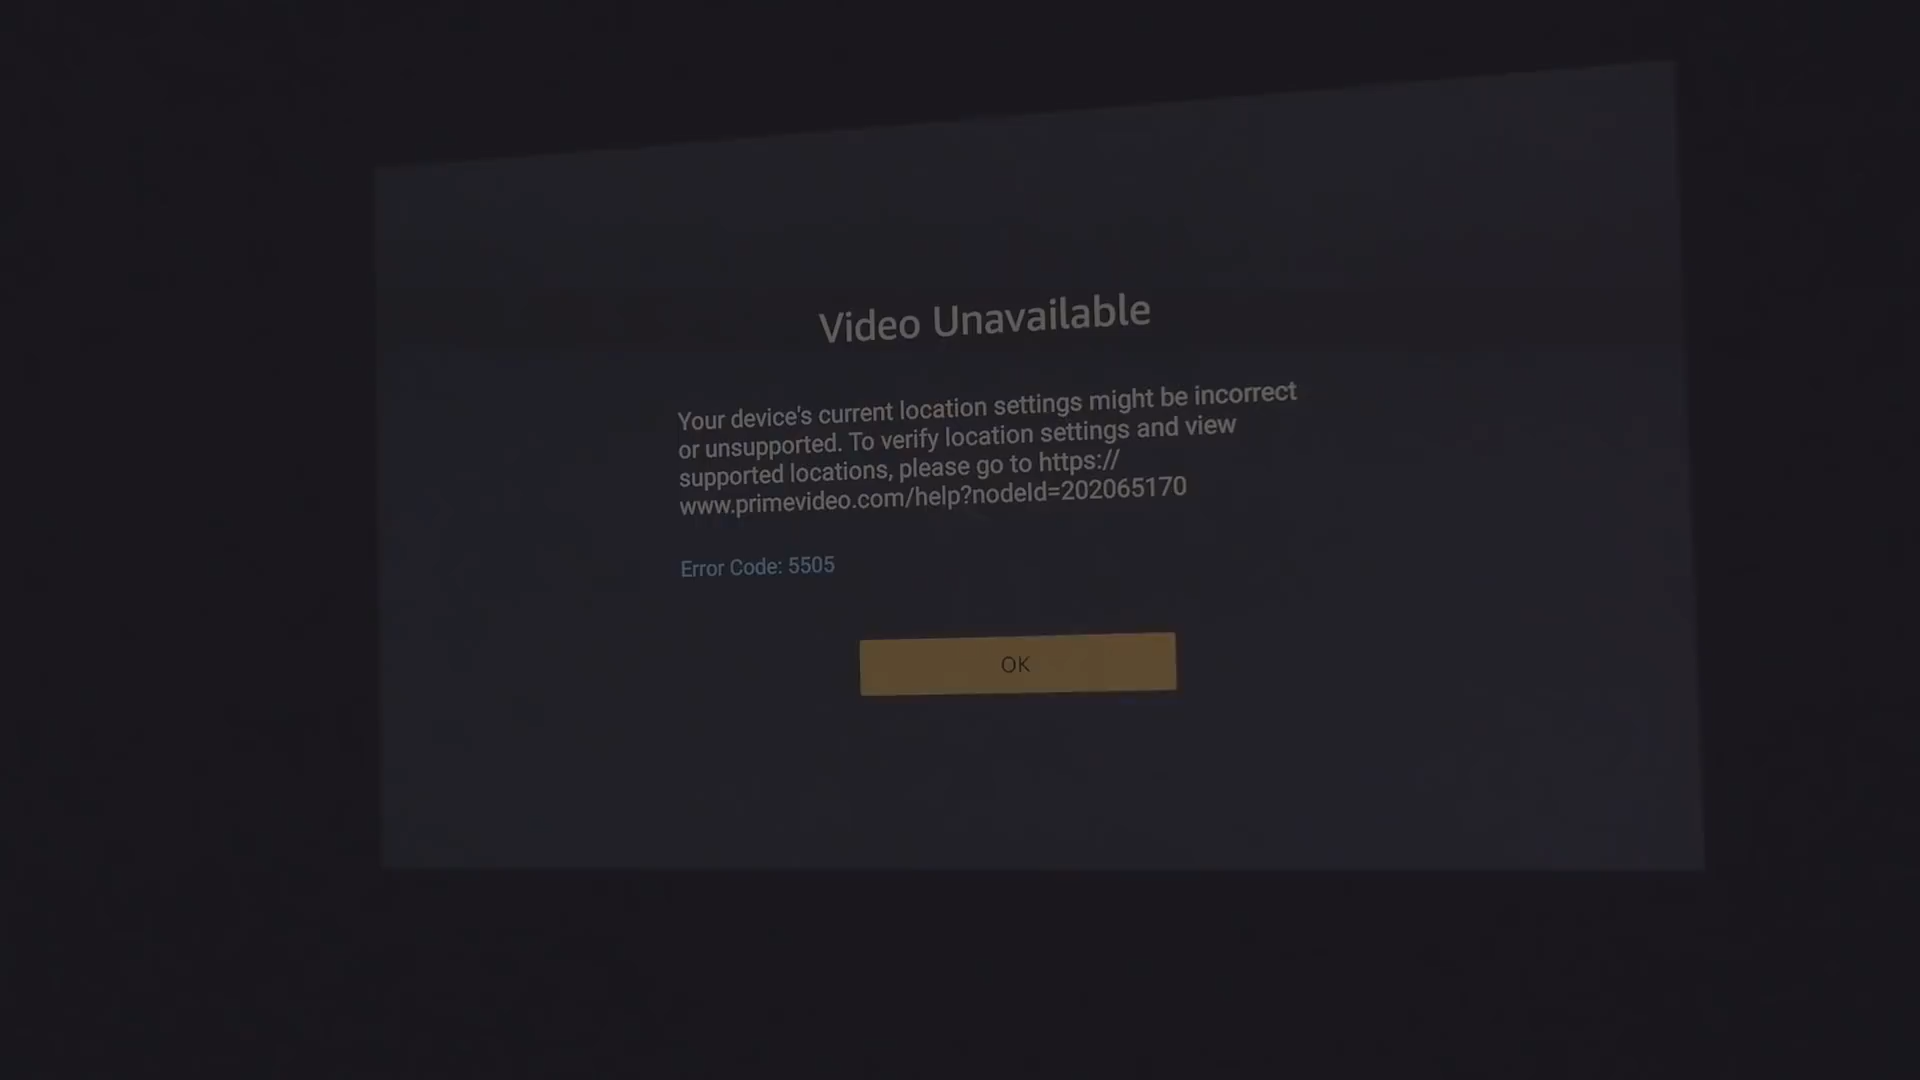 Video Unavailable
Your device's current location settings might be incorrect
or unsupported. To verify location settings and view
supported locations, please go to https://
www.primevideo.com/help?nodeId=202065170
Error Code: 5505
OK